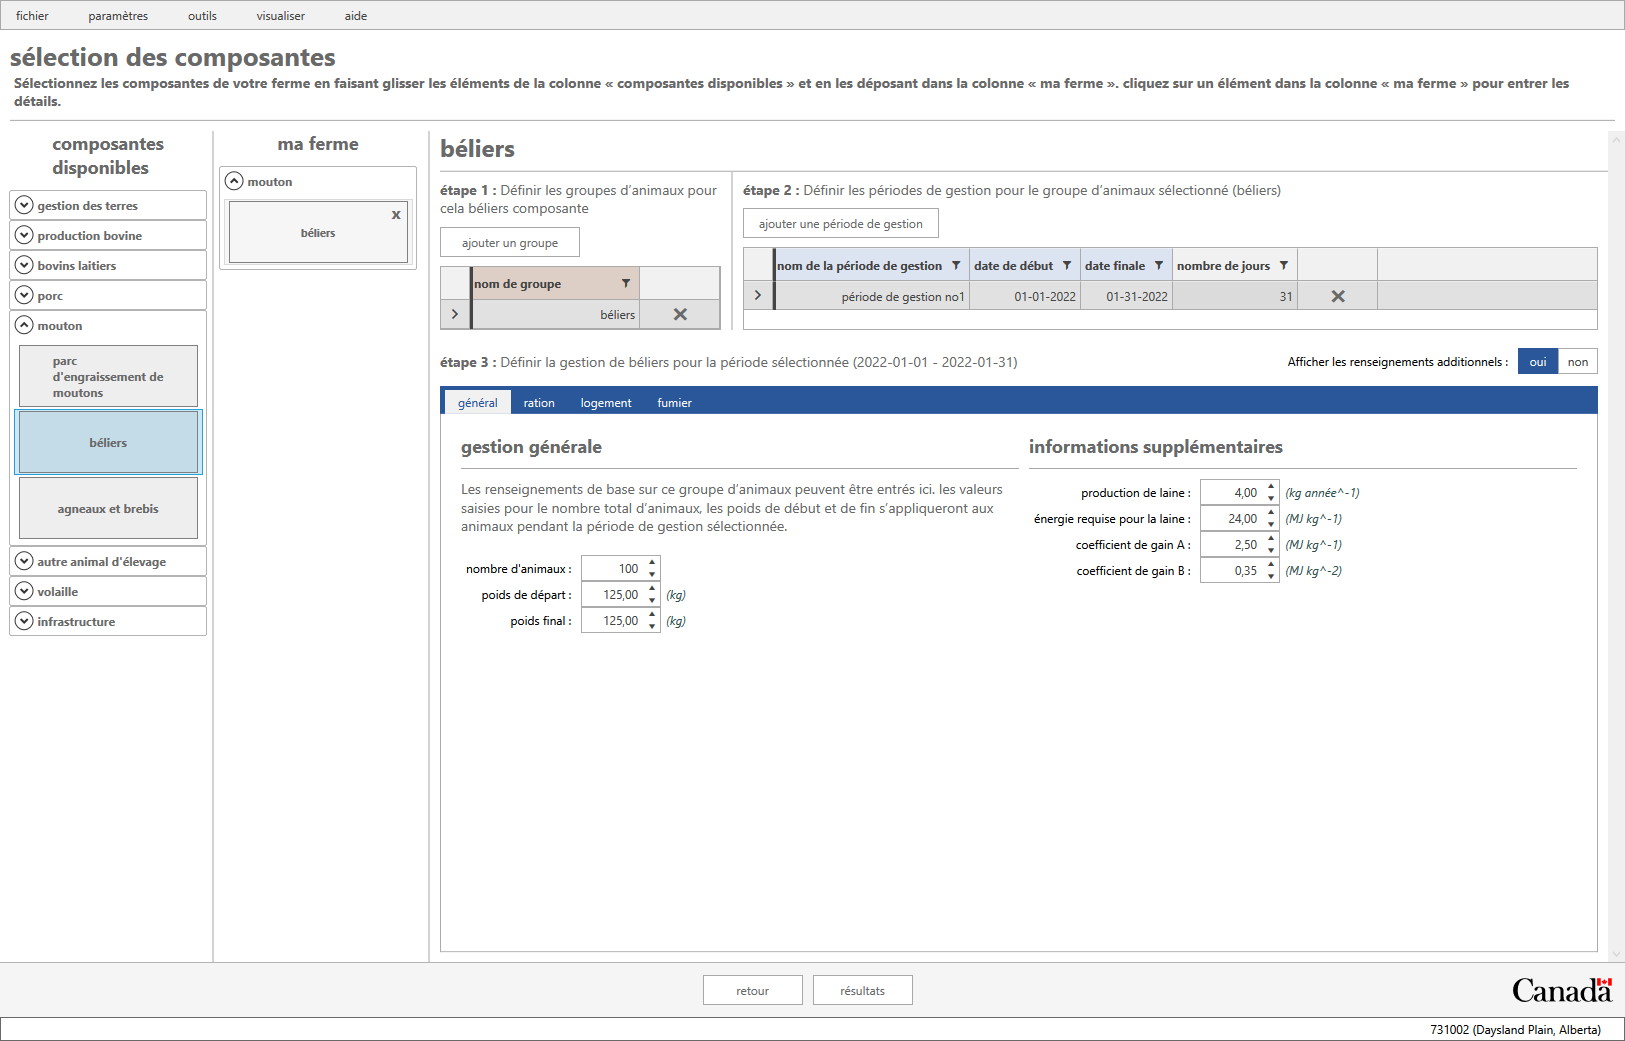 fichier paramètres outils visualiser aide
sélection des composantes
Sélectionnez les composantes de votre ferme en faisant glisser les éléments de la colonne « composantes disponibles » et en les déposant dans la colonne « ma ferme ». cliquez sur un élément dans la colonne « ma ferme » pour entrer les
détails.
composantes
disponibles
gestion des terres
production bovine
bovins laitiers
porc
mouton
parc
d'engraissement de
moutons
béliers
agneaux et brebis
autre animal d'élevage
volaille
infrastructure
ma ferme
mouton
x
béliers
béliers
étape 1 : Définir les groupes d’animaux pour
cela béliers composante
ajouter un groupe
nom de groupe
béliers
étape 2 : Définir les périodes de gestion pour le groupe d’animaux sélectionné (béliers)
ajouter une période de gestion
nom de la période de gestion date de début date finale nombre de jours
période de gestion no1 01-01-2022 01-31-2022 31
étape 3 : Définir la gestion de béliers pour la période sélectionnée (2022-01-01 - 2022-01-31)
Afficher les renseignements additionnels : oui non
général ration logement fumier
gestion générale
Les renseignements de base sur ce groupe d’animaux peuvent être entrés ici. les valeurs
saisies pour le nombre total d’animaux, les poids de début et de fin s’appliqueront aux
animaux pendant la période de gestion sélectionnée.
nombre d'animaux : 100
poids de départ : 125,00 (kg)
poids final : 125,00 (kg)
informations supplémentaires
production de laine : 4,00 (kg année^-1)
énergie requise pour la laine : 24,00 (MJ kg^-1)
coefficient de gain A : 2,50 (MJ kg^-1)
coefficient de gain B : 0,35 (MJ kg^-2)
retour résultats
Canada
731002 (Daysland Plain, Alberta)